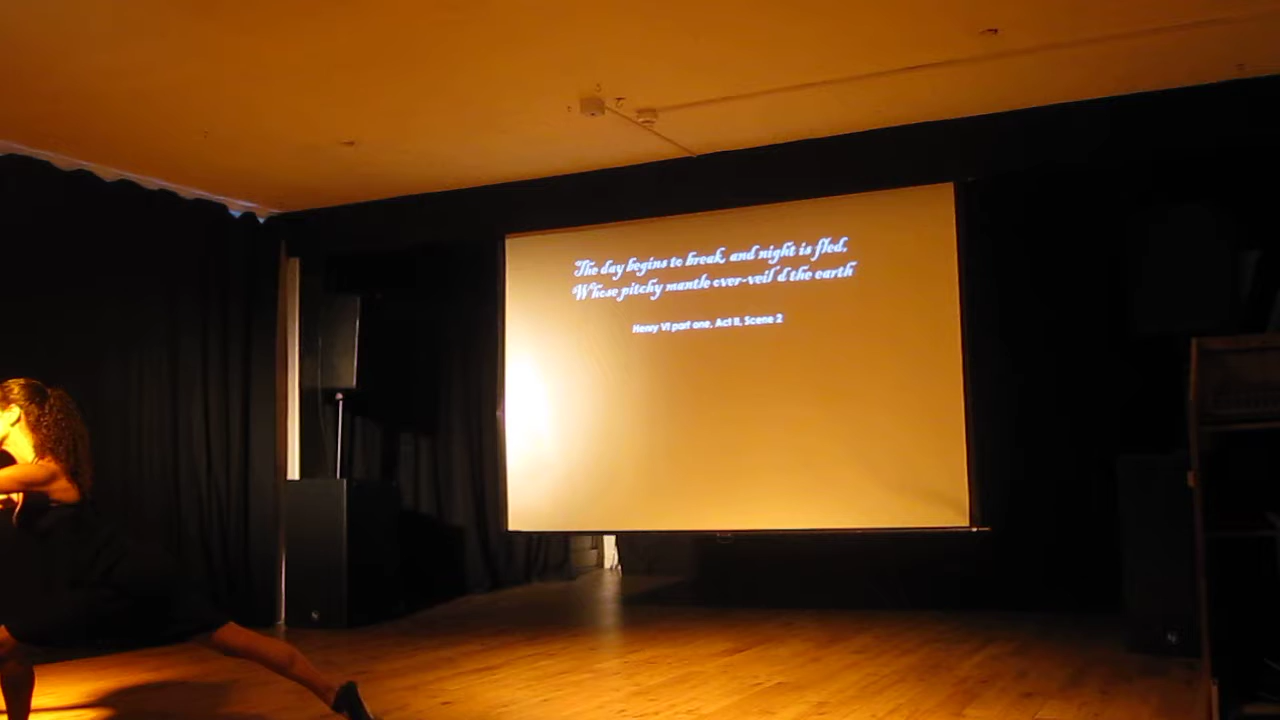 The day begins to break, and night is fled,
Whose pitchy mantle over-veil'd the earth
Henry VI part one, Act II, Scene 2